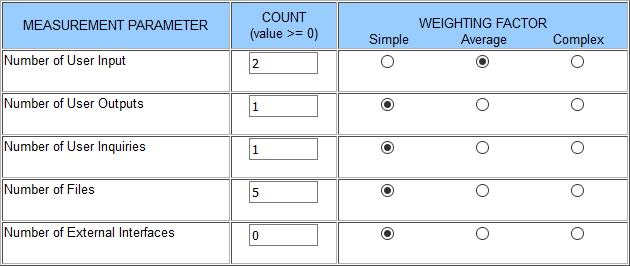 MEASUREMENT PARAMETER
COUNT
(value >= 0)
WEIGHTING FACTOR
Simple Average Complex
Number of User Input 2
Number of User Outputs 1
Number of User Inquiries 1
Number of Files 5
Number of External Interfaces 0